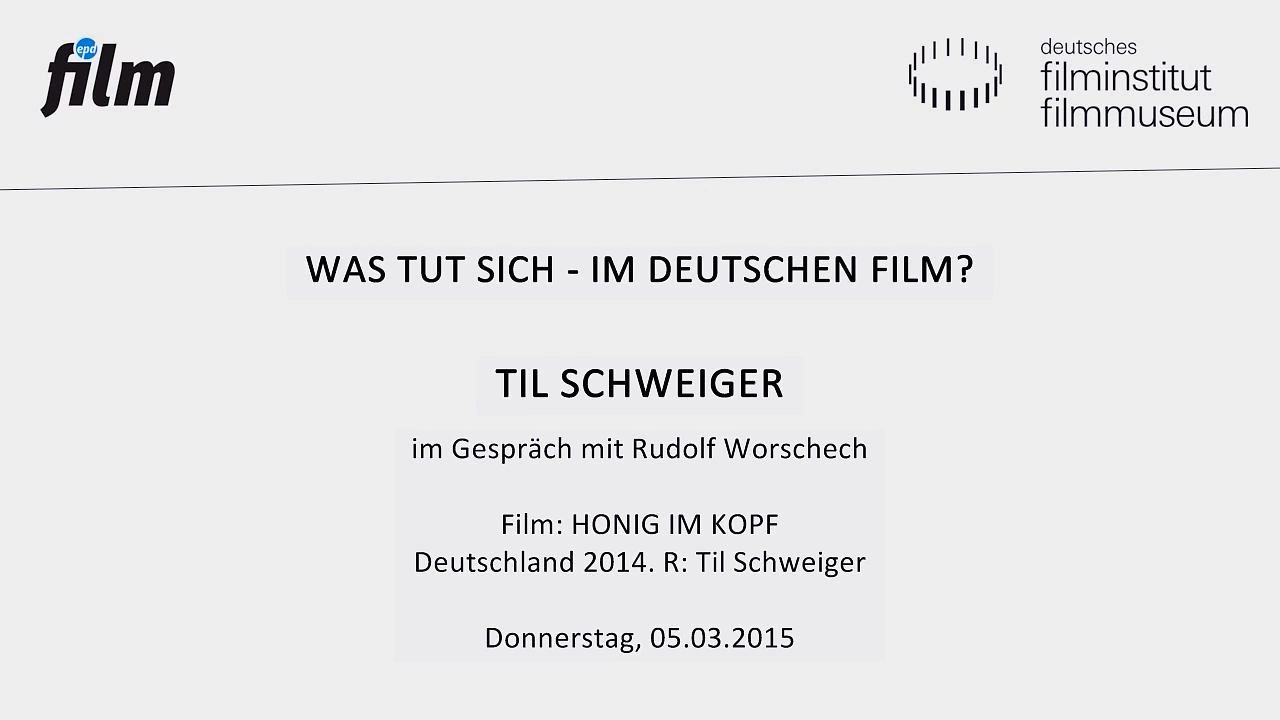 epd
film
deutsches
filminstitut
filmmuseum
WAS TUT SICH - IM DEUTSCHEN FILM?
TIL SCHWEIGER
im Gespräch mit Rudolf Worschech
Film: HONIG IM KOPF
Deutschland 2014. R: Til Schweiger
Donnerstag, 05.03.2015